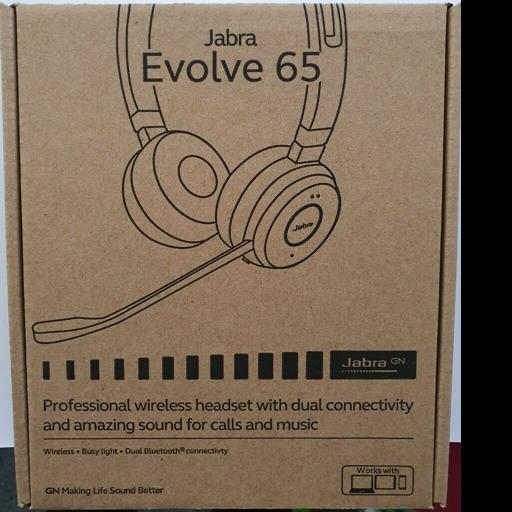 Jabra
Evolve 65
Jabra
Jabra GN
Professional wireless headset with dual connectivity
and amazing sound for calls and music
Wireless • Busy light • Dual Bluetooth® connectivty
Works with
GN Making Life Sound Better